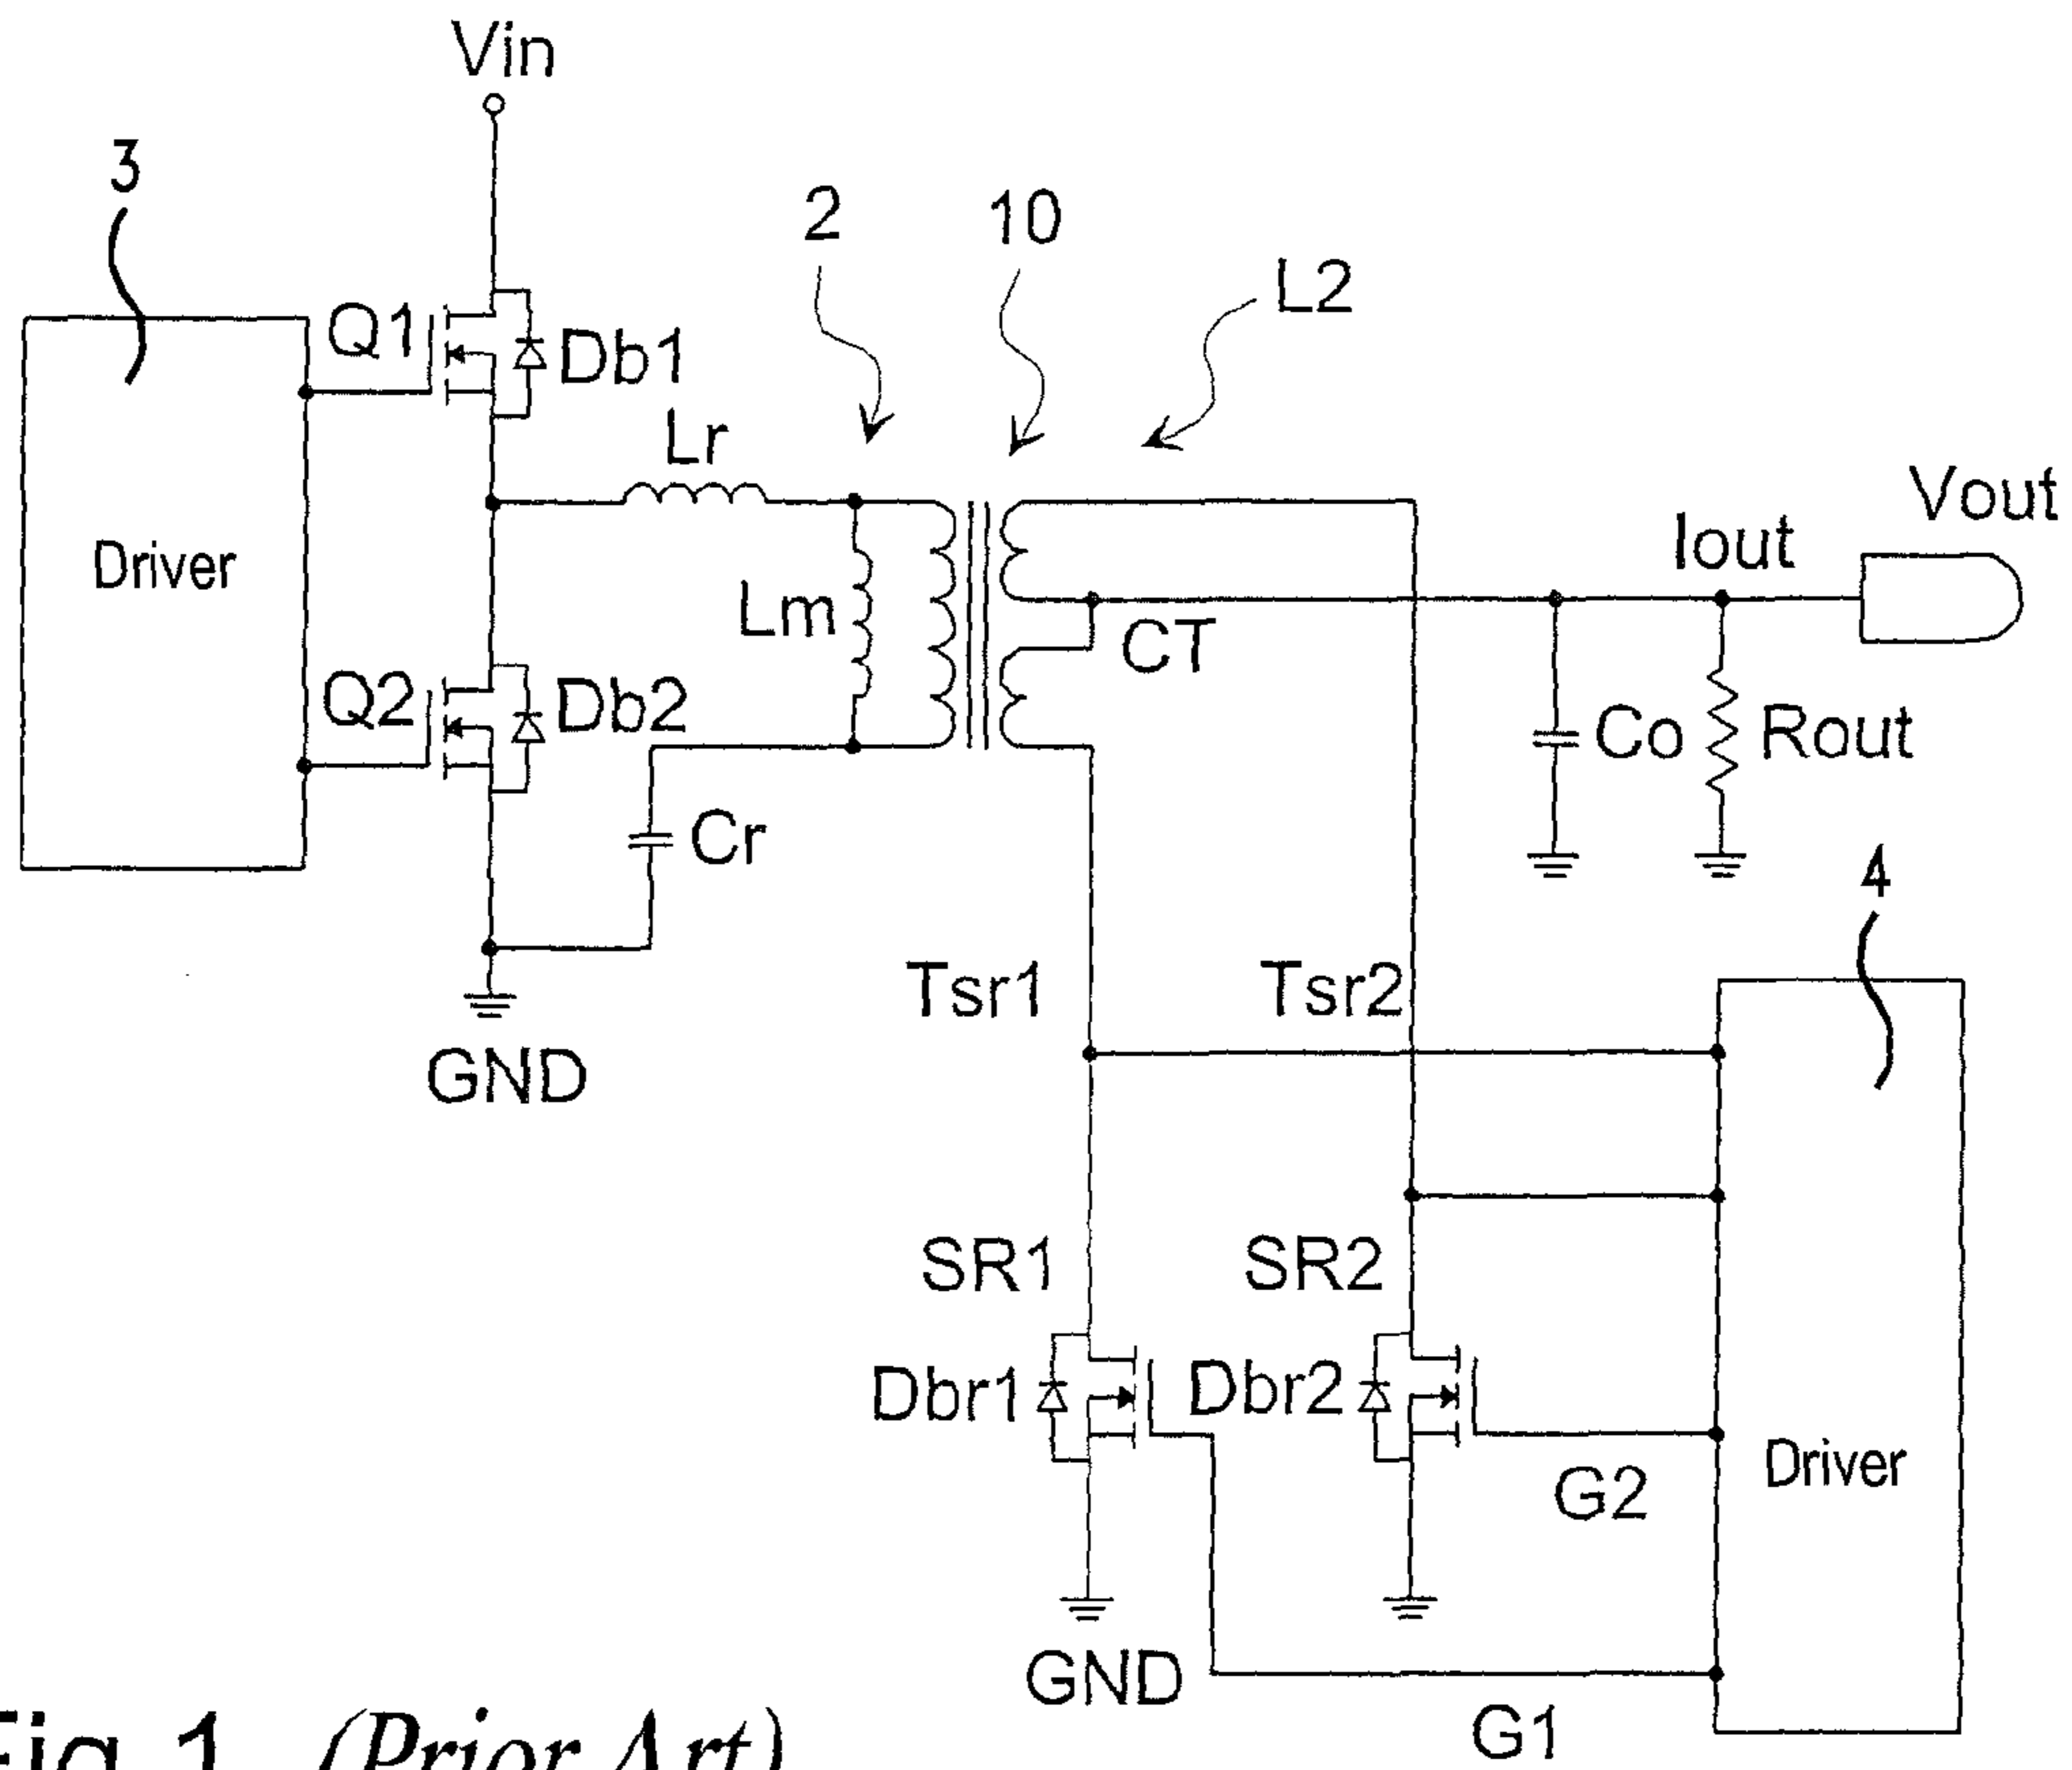 Vin
3
2
10
L2
Q1
Db1
Lr
Vout
Iout
Driver
Lm
CT
Q2
Db2
Co
Rout
Cr
4
Tsr1
Tsr2
GND
SR1
SR2
Dbr1
Dbr2
Driver
G2
GND
G1
Fig.1 (Prior Art)